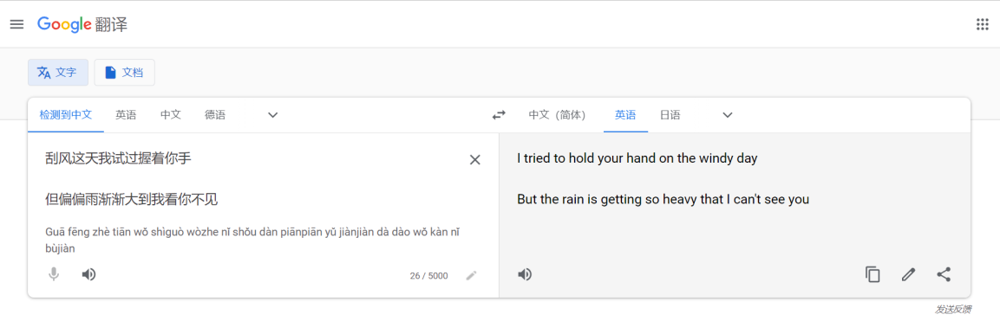 Google 翻译
文字
文档
检测到中文 英语 中文 德语
中文（简体） 英语 日语
刮风这天我试过握着你手
但偏偏雨渐渐大到我看你不见
Guā fēng zhè tiān wǒ shìguò wòzhe nǐ shǒu dàn piānpiān yǔ jiànjiàn dà dào wǒ kàn nǐ
bùjiàn
26 / 5000
I tried to hold your hand on the windy day
But the rain is getting so heavy that I can't see you
发送反馈